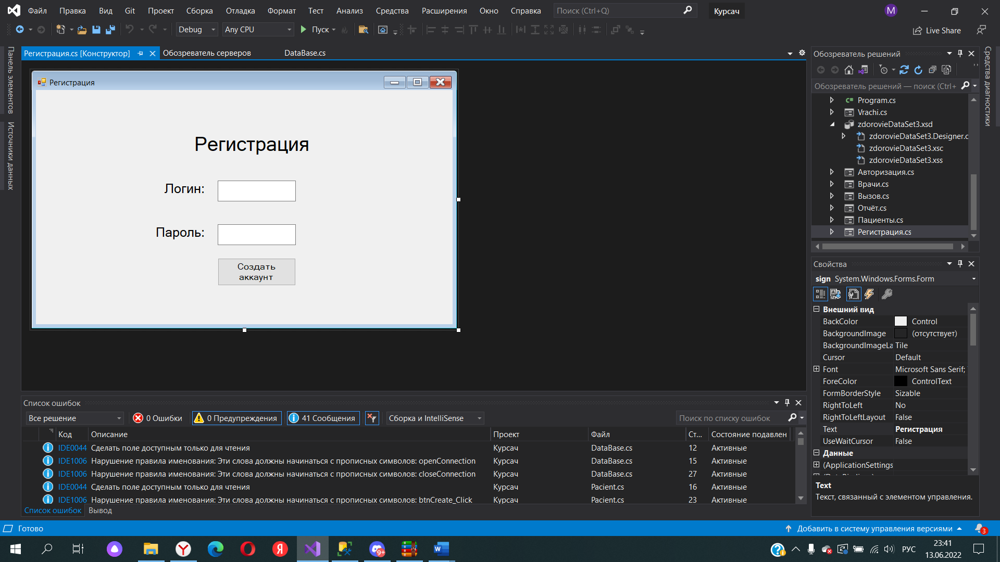 Файл Правка Вид Git Проект Сборка Отладка Формат Тест Анализ Средства Расширения Окно Справка Поиск (Ctrl+Q) Курсач M
Debug Any CPU Пуск Live Share
Панель элементов
Источники данных
Регистрация.cs [Конструктор] Обозреватель серверов DataBase.cs
Регистрация
Регистрация
Логин:
Пароль:
Создать
аккаунт
Обозреватель решений
Обозреватель решений — поиск (Ctrl+
Program.cs
Vrachi.cs
zdorovieDataSet3.xsd
zdorovieDataSet3.Designer.c
zdorovieDataSet3.xsc
zdorovieDataSet3.xss
Авторизация.cs
Врачи.cs
Вызов.cs
Отчёт.cs
Пациенты.cs
Регистрация.cs
Средства диагностики
Свойства
sign System.Windows.Forms.Form
Внешний вид
BackColor Control
BackgroundImage (отсутствует)
BackgroundImageLa Tile
Cursor Default
Font Microsoft Sans Serif;
ForeColor ControlText
FormBorderStyle Sizable
RightToLeft No
RightToLeftLayout False
Text Регистрация
UseWaitCursor False
Данные
(ApplicationSettings
Text
Текст, связанный с элементом управления.
Список ошибок
Все решение 0 Ошибки 0 Предупреждения 41 Сообщения Сборка и IntelliSense Поиск по списку ошибок
Код Описание Проект Файл Ст... Состояние подавлен
IDE0044 Сделать поле доступным только для чтения Курсач DataBase.cs 12 Активные
IDE1006 Нарушение правила именования: Эти слова должны начинаться с прописных символов: openConnection Курсач DataBase.cs 15 Активные
IDE1006 Нарушение правила именования: Эти слова должны начинаться с прописных символов: closeConnection Курсач DataBase.cs 27 Активные
IDE0044 Сделать поле доступным только для чтения Курсач Pacient.cs 16 Активные
IDE1006 Нарушение правила именования: Эти слова должны начинаться с прописных символов: btnCreate_Click Курсач Pacient.cs 23 Активные
Список ошибок Вывод
Готово Добавить в систему управления версиями 3
9+ РУС 23:41
13.06.2022